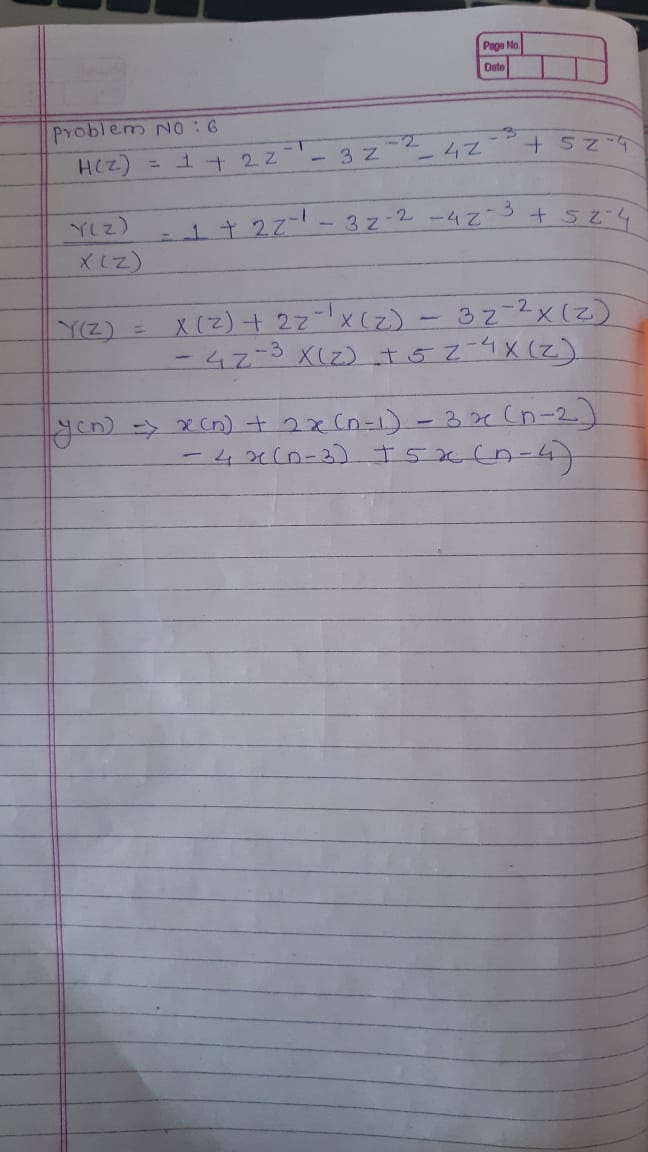 Page No.
Date
Problem NO : 6
H(Z) = 1 + 2Z⁻¹ - 3Z⁻² - 4Z⁻³ + 5Z⁻⁴
Y(Z)
X(Z)
= 1 + 2Z⁻¹ - 3Z⁻² - 4Z⁻³ + 5Z⁻⁴
Y(Z) = X(Z) + 2Z⁻¹X(Z) - 3Z⁻²X(Z)
- 4Z⁻³ X(Z) + 5Z⁻⁴X(Z)
y(n) ⇒ x(n) + 2x(n-1) - 3x(n-2)
- 4x(n-3) + 5x(n-4)